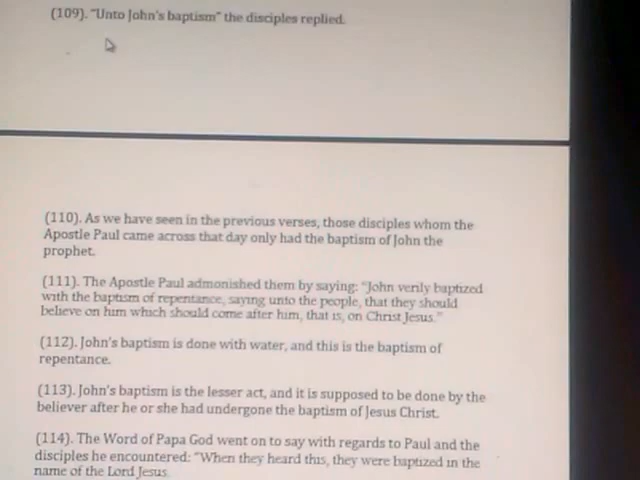 (109). "Unto John's baptism" the disciples replied.
(110). As we have seen in the previous verses, those disciples whom the
Apostle Paul came across that day only had the baptism of John the
prophet.
(111). The Apostle Paul admonished them by saying: "John verily baptized
with the baptism of repentance, saying unto the people, that they should
believe on him which should come after him, that is, on Christ Jesus."
(112). John's baptism is done with water, and this is the baptism of
repentance.
(113). John's baptism is the lesser act, and it is supposed to be done by the
believer after he or she had undergone the baptism of Jesus Christ.
(114). The Word of Papa God went on to say with regards to Paul and the
disciples he encountered: "When they heard this, they were baptized in the
name of the Lord Jesus.